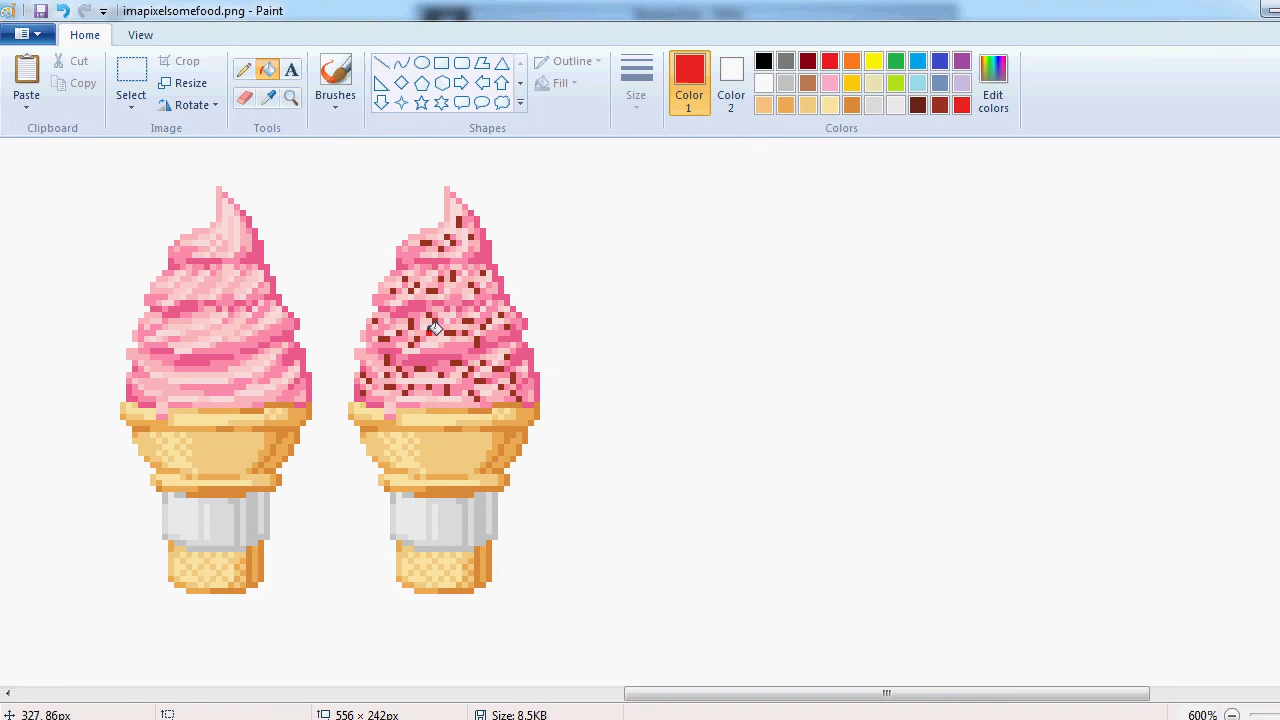 imapixelsomefood.png - Paint
Home
View
Paste
Cut
Copy
Clipboard
Select
Crop
Resize
Rotate
Image
A
Tools
Brushes
Shapes
Outline
Fill
Size
Color 1
Color 2
Edit colors
Colors
327, 86px
556 × 242px
Size: 8.5KB
600%